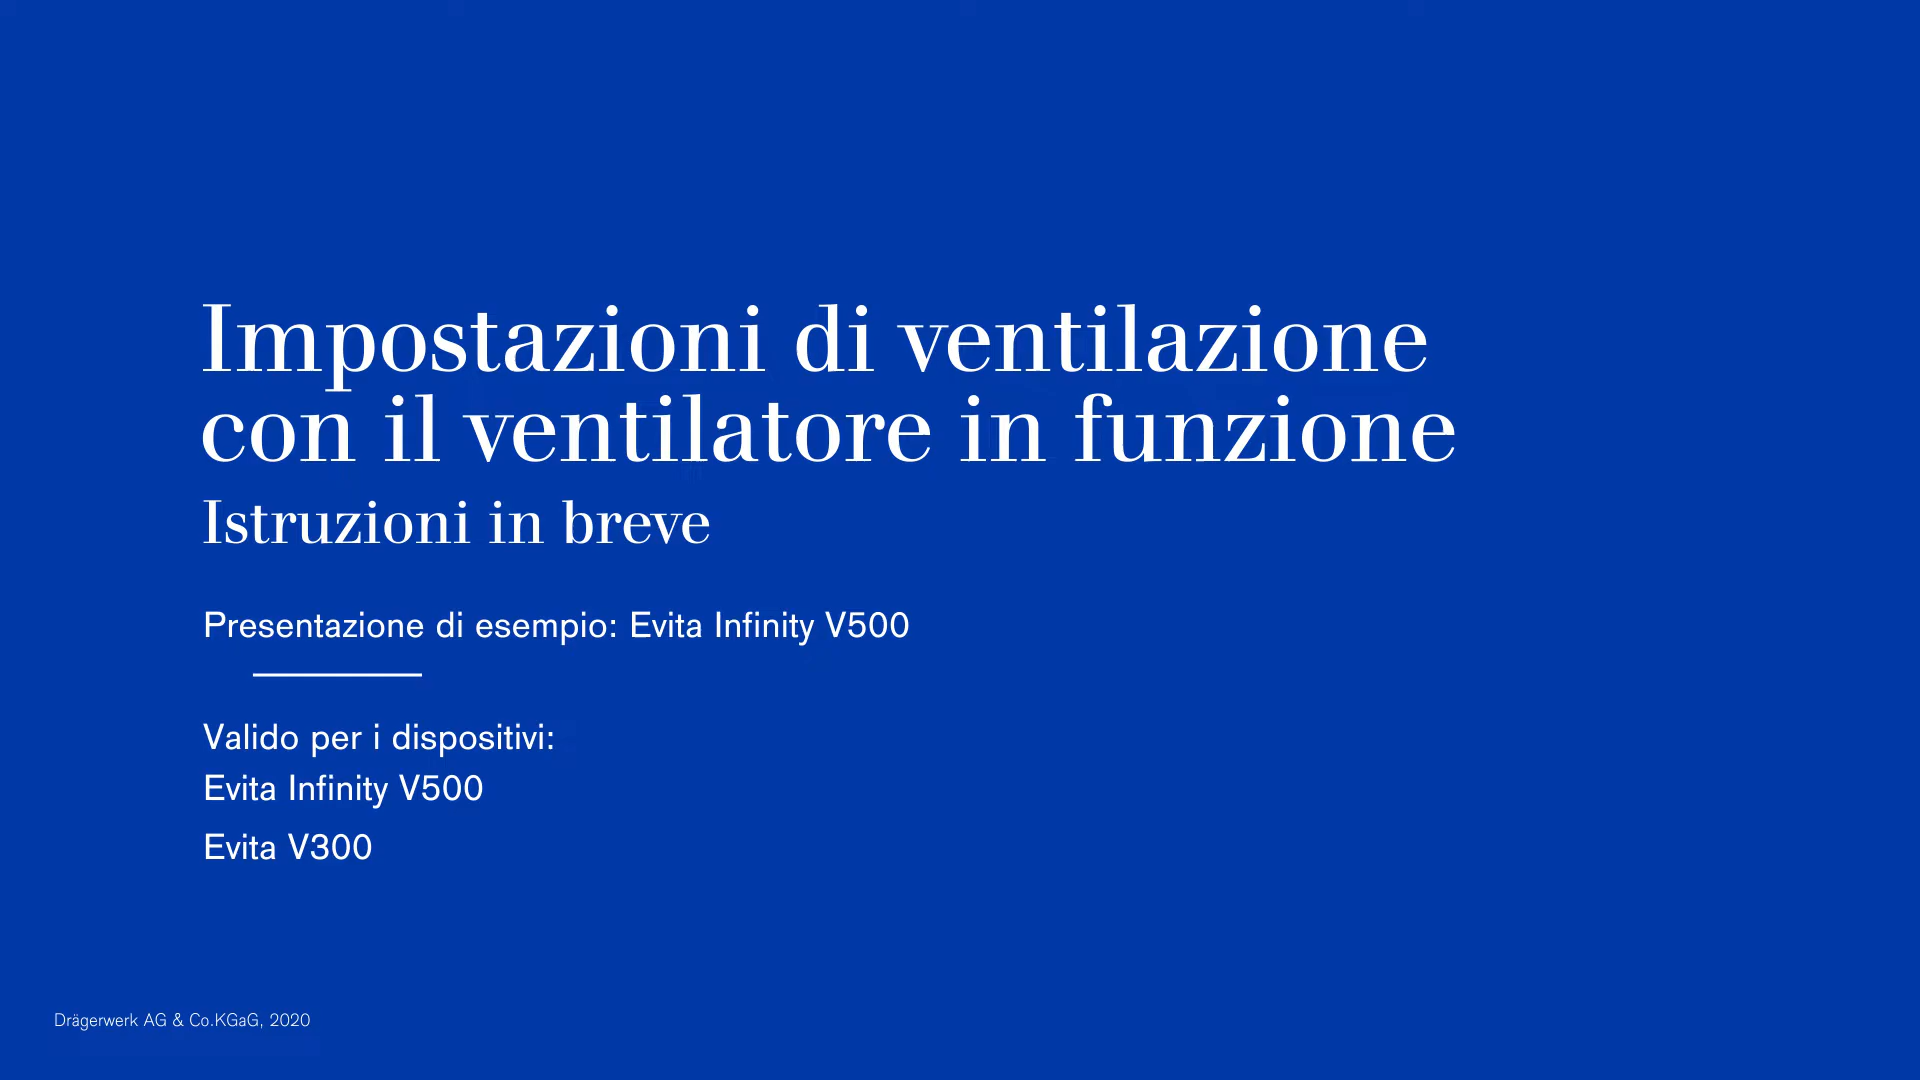 Impostazioni di ventilazione
con il ventilatore in funzione
Istruzioni in breve
Presentazione di esempio: Evita Infinity V500
Valido per i dispositivi:
Evita Infinity V500
Evita V300
Drägerwerk AG & Co.KGaG, 2020